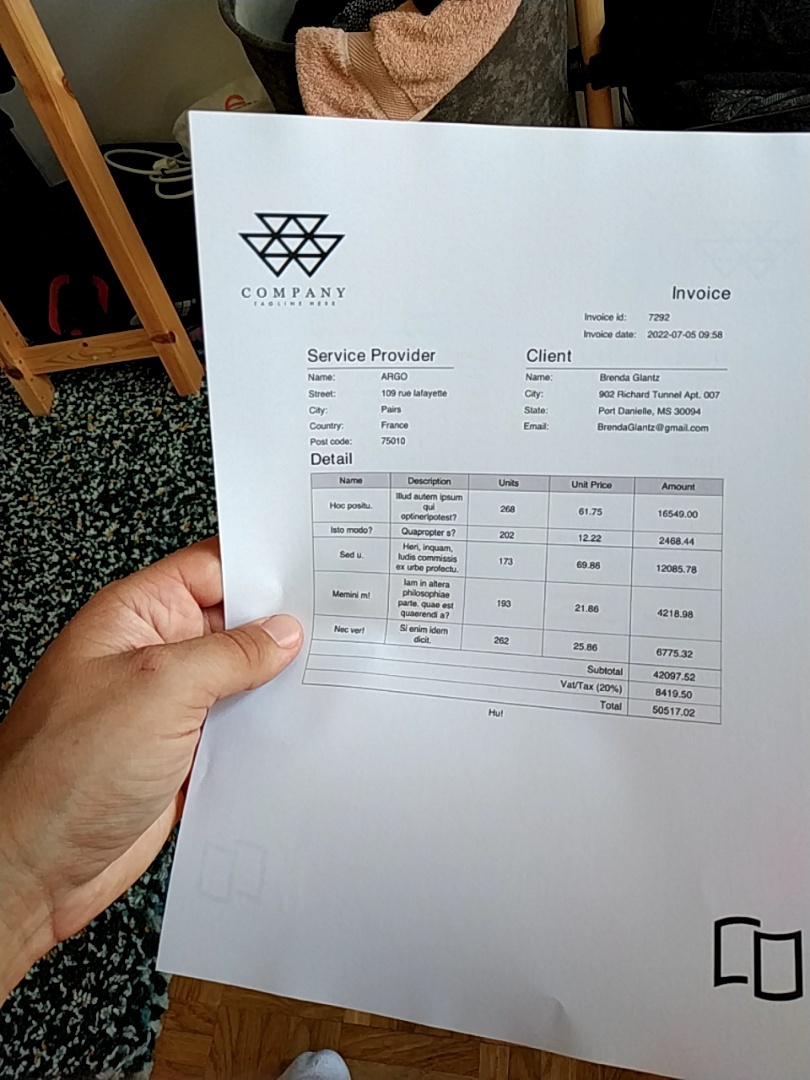 COMPANY
TAGLINE HERE
Invoice
Invoice id: 7292
Invoice date: 2022-07-05 09:58
Service Provider
Name: ARGO
Street: 109 rue lafayette
City: Pairs
Country: France
Post code: 75010
Client
Name: Brenda Glantz
City: 902 Richard Tunnel Apt. 007
State: Port Danielle, MS 30094
Email: BrendaGlantz@gmail.com
Detail
Name Description Units Unit Price Amount
Hoc positu. Illud autem ipsum
qui
optineripotest? 268 61.75 16549.00
Isto modo? Quapropter s? 202 12.22 2468.44
Sed u. Heri, inquam,
ludis commissis
ex urbe profectu. 173 69.86 12085.78
Memini m! Iam in altera
philosophiae
parte. quae est
quaerendi a? 193 21.86 4218.98
Nec ver! Si enim idem
dicit. 262 25.86 6775.32
Subtotal 42097.52
Vat/Tax (20%) 8419.50
Total 50517.02
Hu!